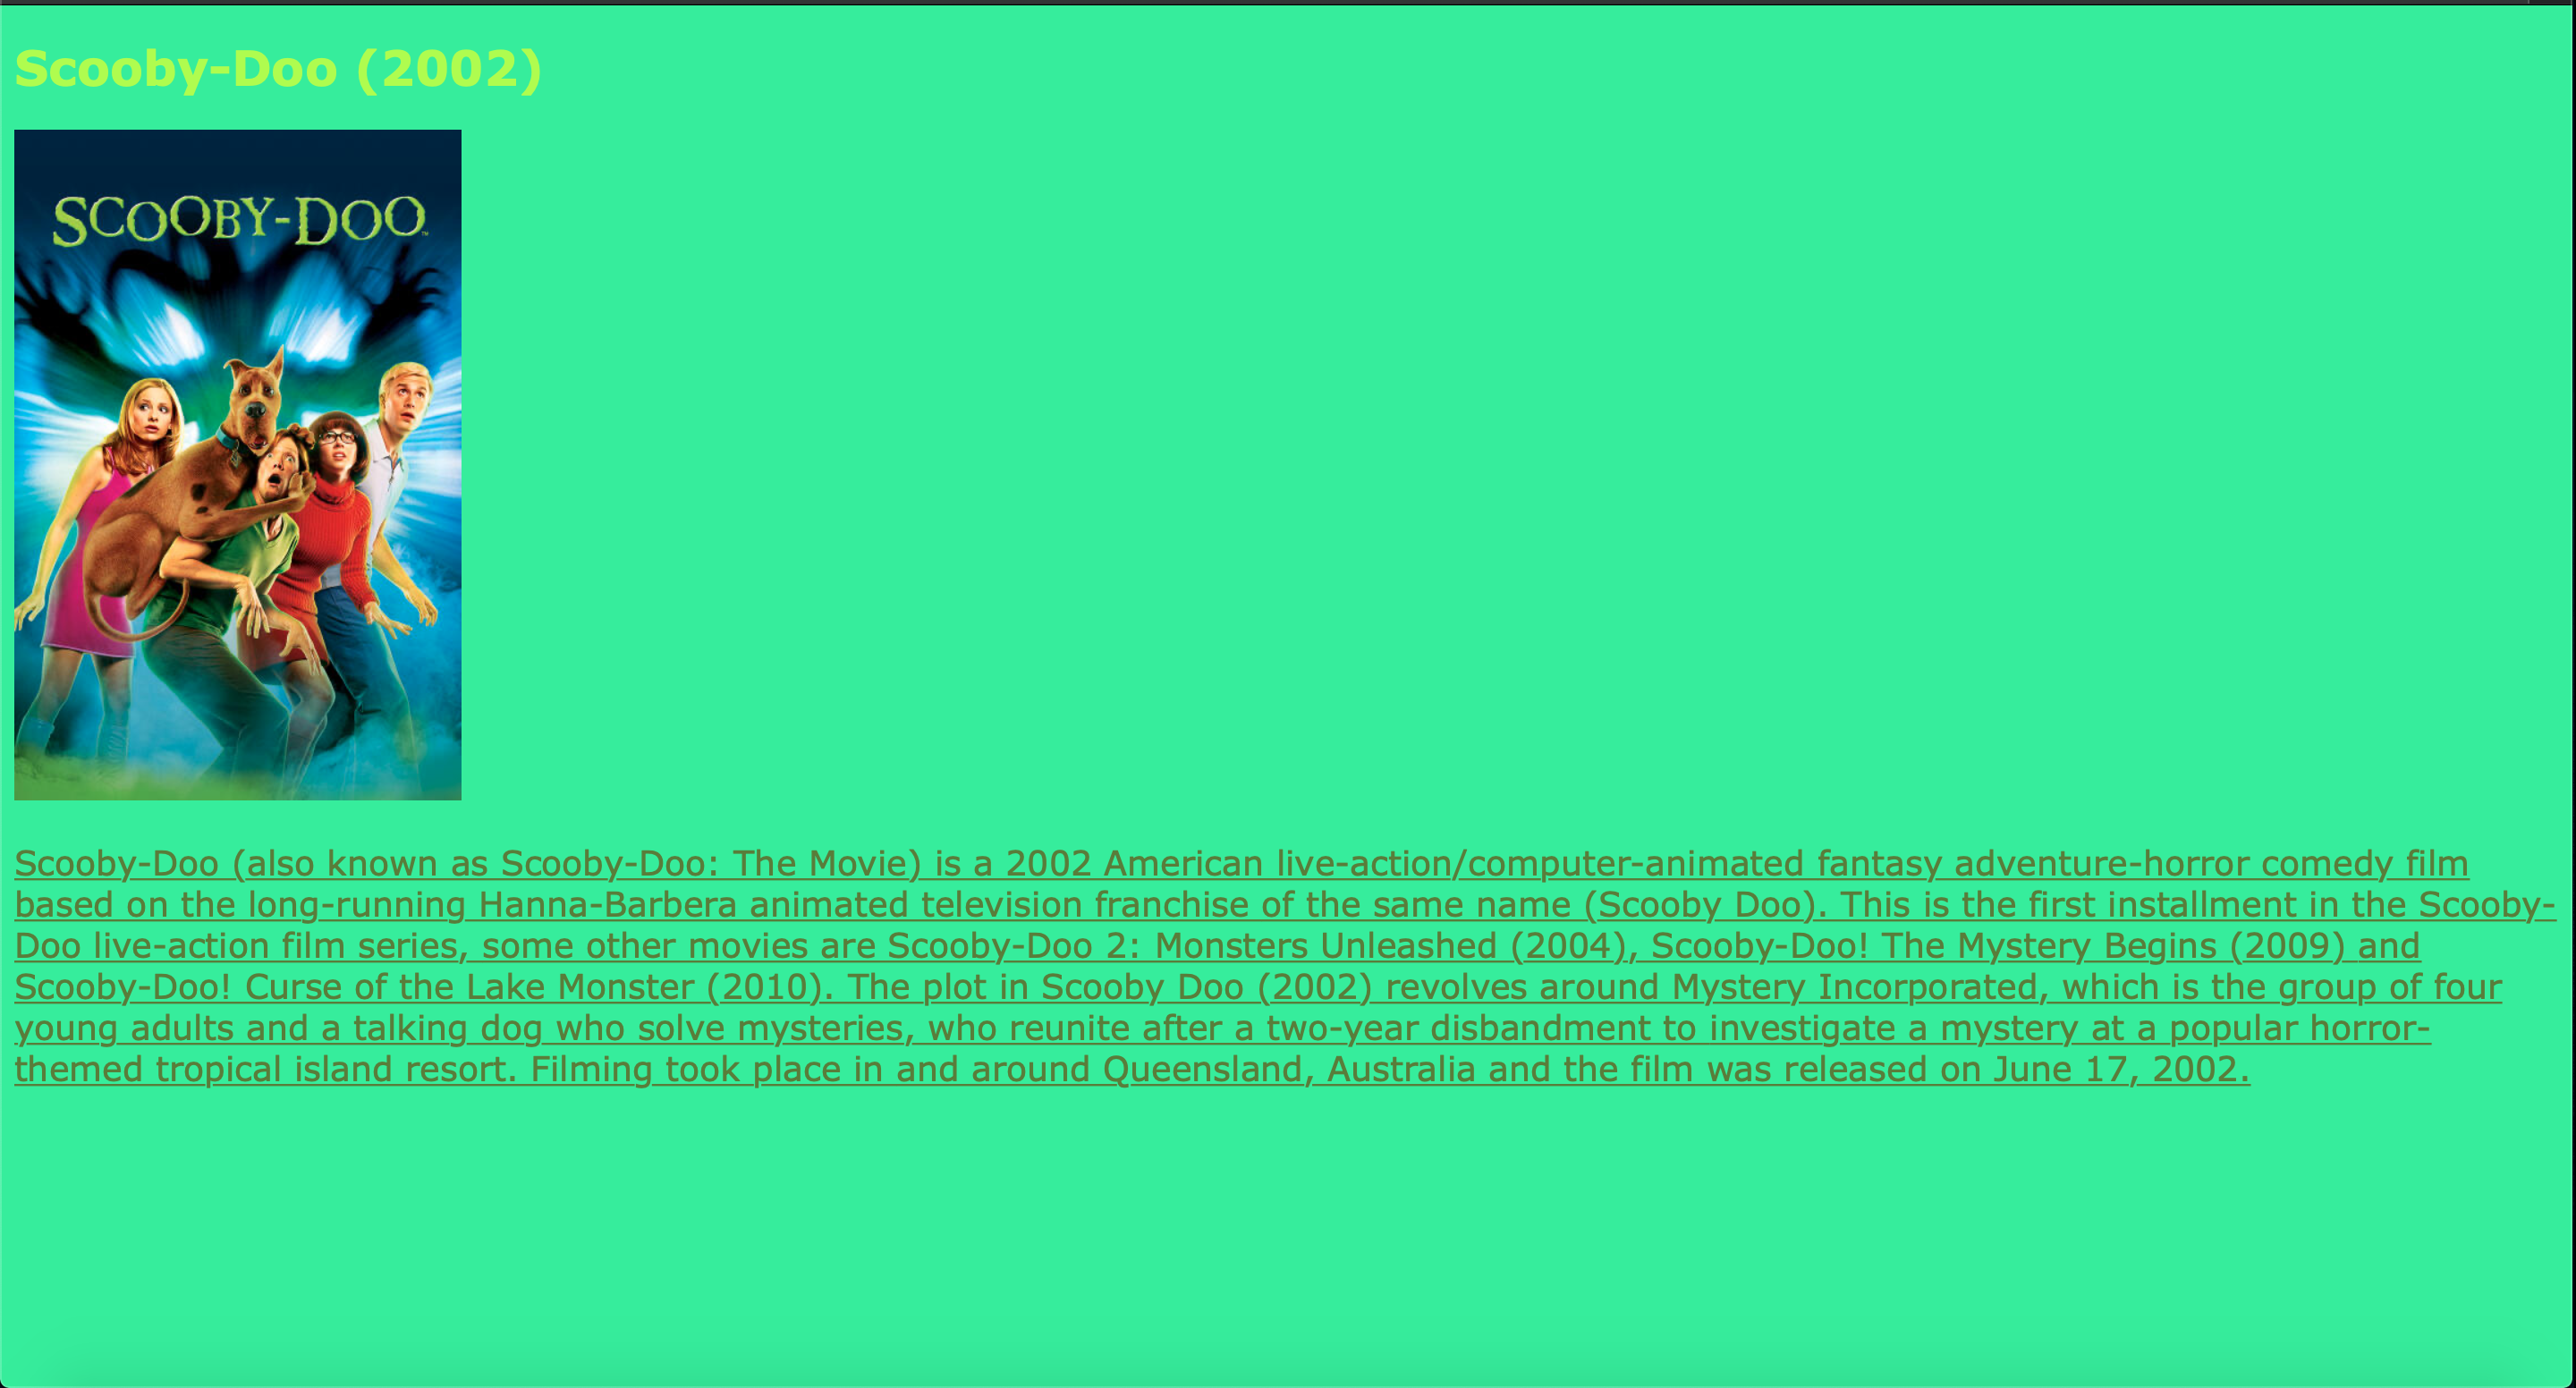 Scooby-Doo (2002)
SCOOBY-DOO™
Scooby-Doo (also known as Scooby-Doo: The Movie) is a 2002 American live-action/computer-animated fantasy adventure-horror comedy film
based on the long-running Hanna-Barbera animated television franchise of the same name (Scooby Doo). This is the first installment in the Scooby-
Doo live-action film series, some other movies are Scooby-Doo 2: Monsters Unleashed (2004), Scooby-Doo! The Mystery Begins (2009) and
Scooby-Doo! Curse of the Lake Monster (2010). The plot in Scooby Doo (2002) revolves around Mystery Incorporated, which is the group of four
young adults and a talking dog who solve mysteries, who reunite after a two-year disbandment to investigate a mystery at a popular horror-
themed tropical island resort. Filming took place in and around Queensland, Australia and the film was released on June 17, 2002.